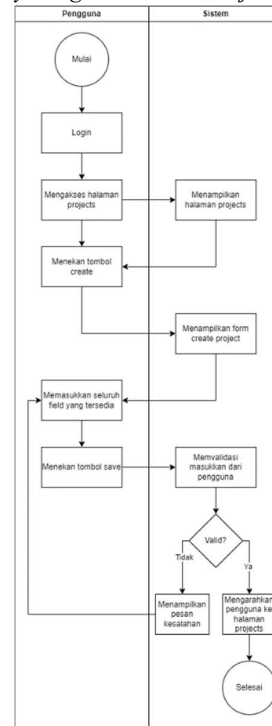 Pengguna
Sistem
Mulai
Login
Mengakses halaman
projects
Menampilkan
halaman projects
Menekan tombol
create
Menampilkan form
create project
Memasukkan seluruh
field yang tersedia
Menekan tombol save
Memvalidasi
masukkan dari
pengguna
Valid?
Tidak
Ya
Menampilkan
pesan
kesalahan
Mengarahkan
pengguna ke
halaman
projects
Selesai